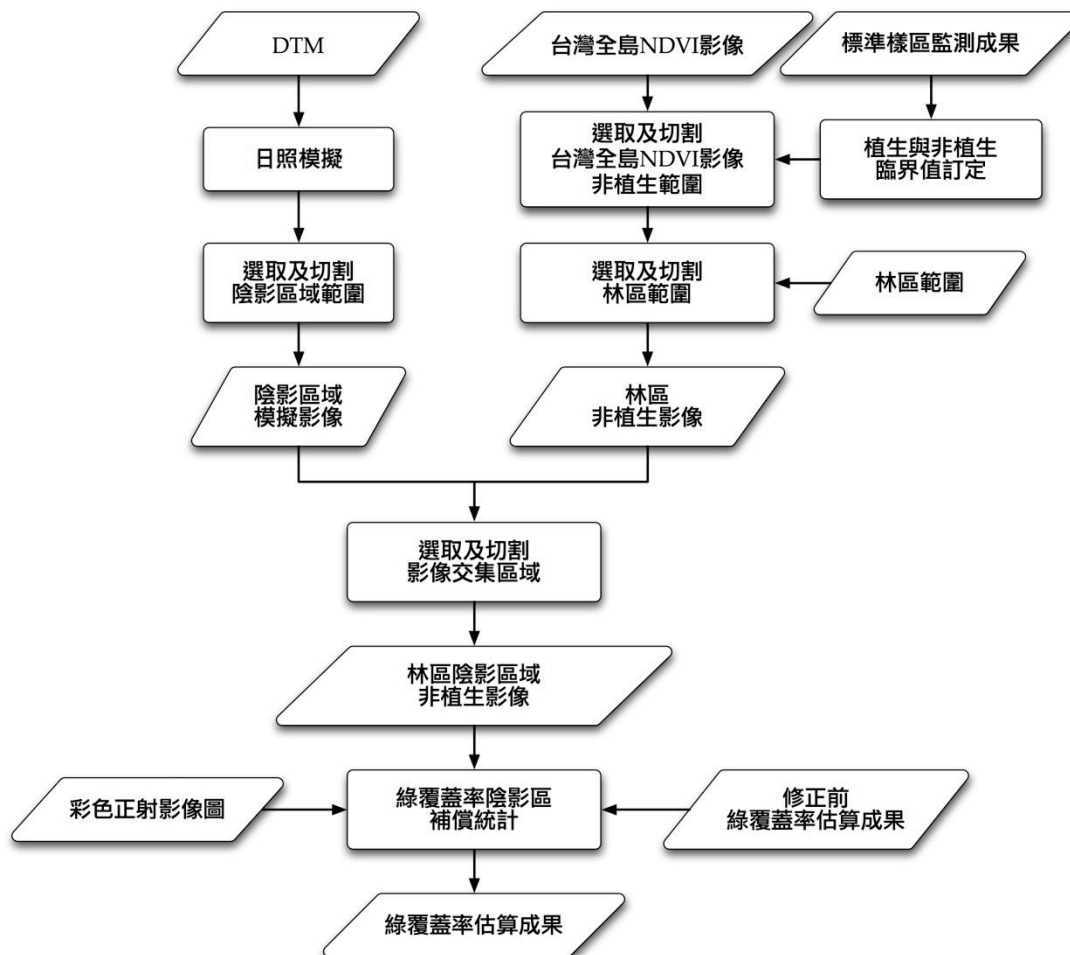 DTM
台灣全島NDVI影像
標準樣區監測成果
日照模擬
選取及切割
台灣全島NDVI影像
非植生範圍
植生與非植生
臨界值訂定
選取及切割
陰影區域範圍
選取及切割
林區範圍
林區範圍
陰影區域
模擬影像
林區
非植生影像
選取及切割
影像交集區域
林區陰影區域
非植生影像
彩色正射影像圖
綠覆蓋率陰影區
補償統計
修正前
綠覆蓋率估算成果
綠覆蓋率估算成果